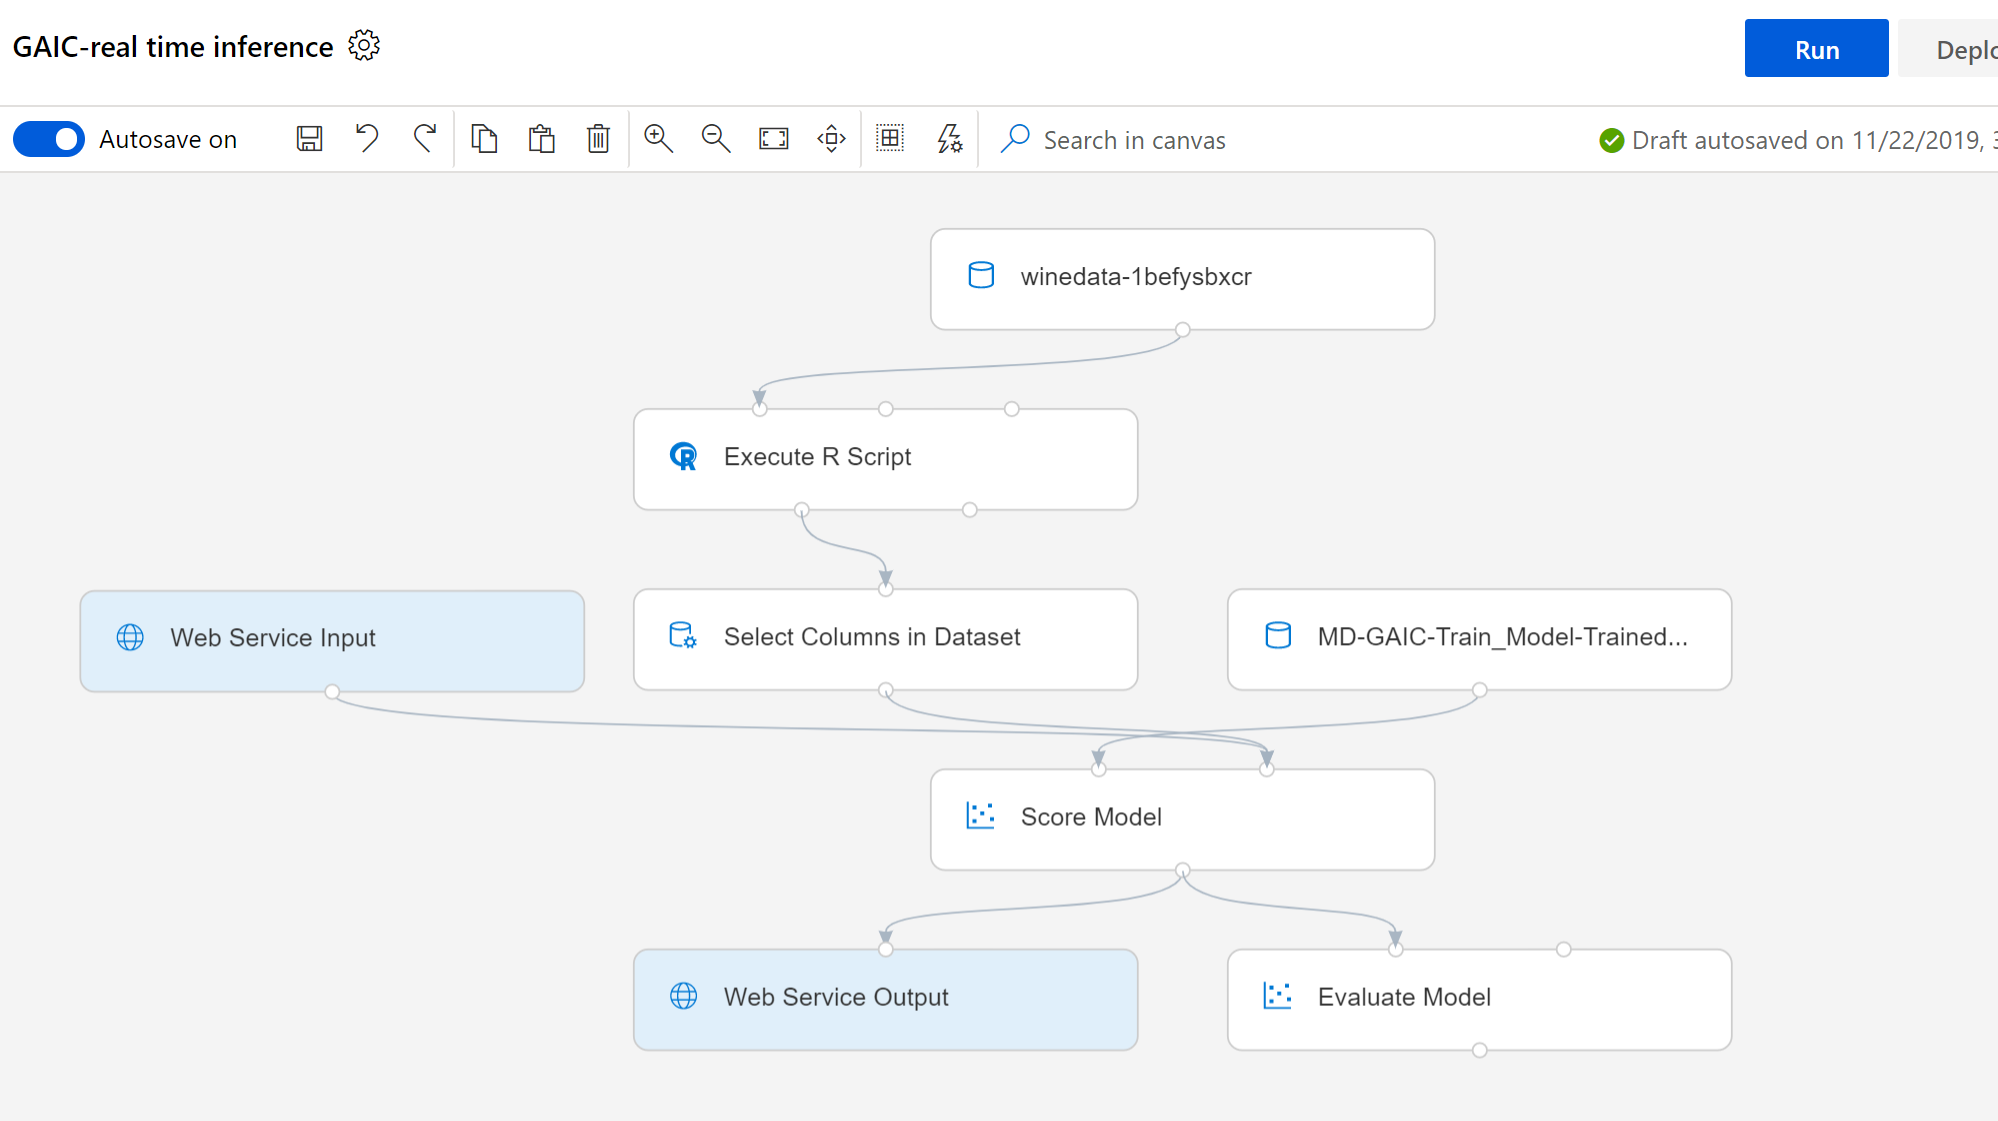 GAIC-real time inference
Run
Autosave on
Search in canvas
Draft autosaved on 11/22/2019,
winedata-1befysbxcr
Execute R Script
Web Service Input
Select Columns in Dataset
MD-GAIC-Train_Model-Trained...
Score Model
Web Service Output
Evaluate Model